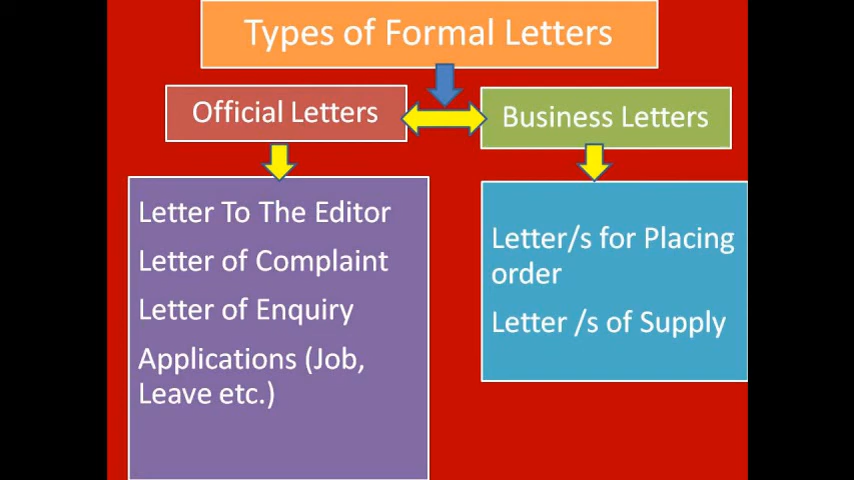 Types of Formal Letters
Official Letters
Business Letters
Letter To The Editor
Letter of Complaint
Letter of Enquiry
Applications (Job,
Leave etc.)
Letter/s for Placing
order
Letter /s of Supply